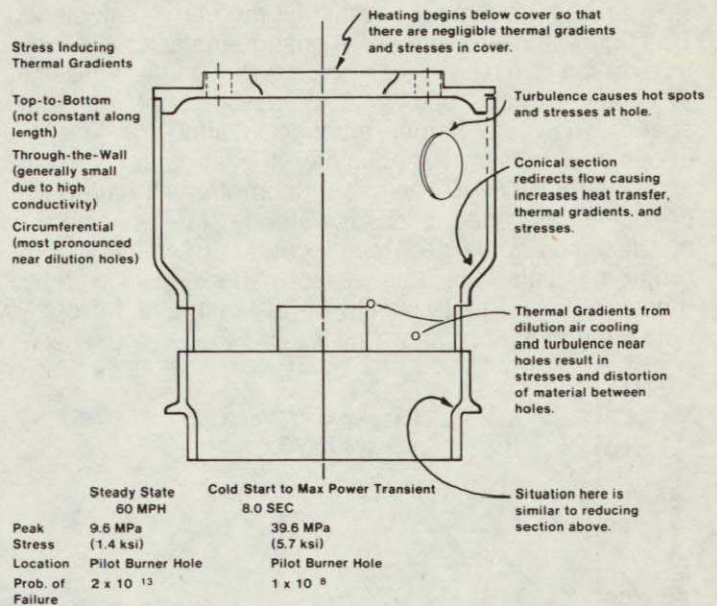 Heating begins below cover so that
there are negligible thermal gradients
and stresses in cover.
Stress Inducing
Thermal Gradients
Top-to-Bottom
(not constant along
length)
Through-the-Wall
(generally small
due to high
conductivity)
Circumferential
(most pronounced
near dilution holes)
Turbulence causes hot spots
and stresses at hole.
Conical section
redirects flow causing
increases heat transfer,
thermal gradients, and
stresses.
Thermal Gradients from
dilution air cooling
and turbulence near
holes result in
stresses and distortion
of material between
holes.
Situation here is
similar to reducing
section above.
Steady State Cold Start to Max Power Transient
60 MPH 8.0 SEC
Peak 9.6 MPa 39.6 MPa
Stress (1.4 ksi) (5.7 ksi)
Location Pilot Burner Hole Pilot Burner Hole
Prob. of 2 x 10 13 1 x 10 8
Failure